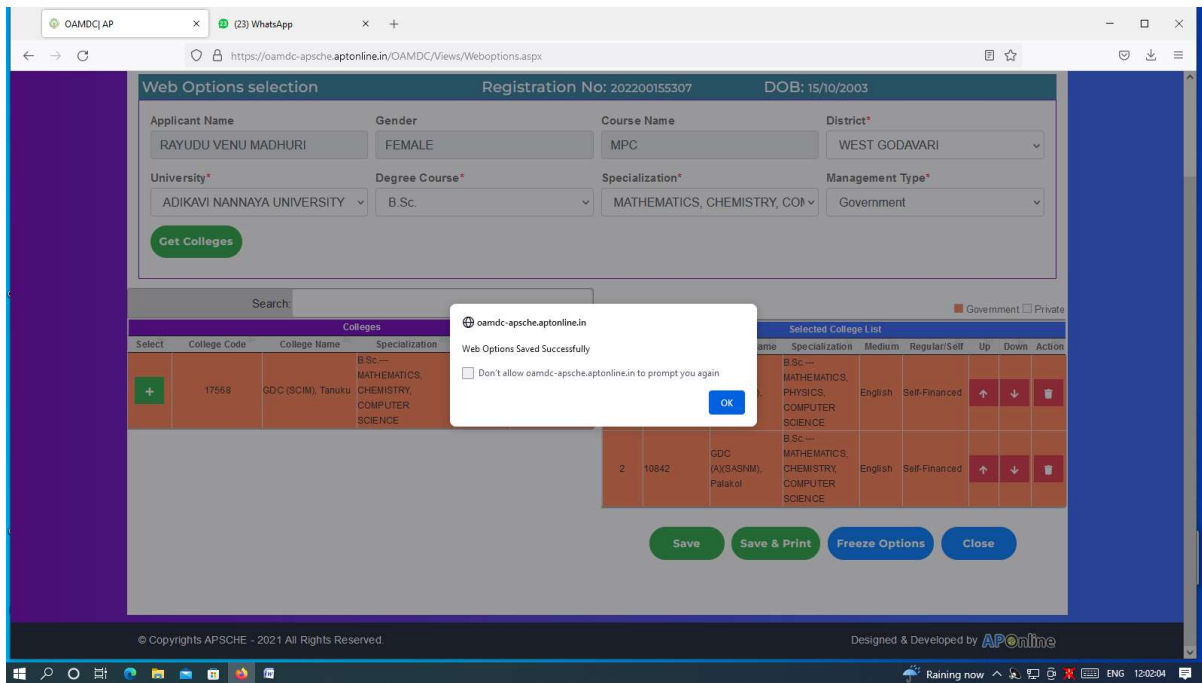 OAMDC| AP
(23) WhatsApp
https://oamdc-apsche.aptonline.in/OAMDC/Views/Weboptions.aspx
Web Options selection Registration No: 202200155307 DOB: 15/10/2003
Applicant Name Gender Course Name District*
RAYUDU VENU MADHURI FEMALE MPC WEST GODAVARI
University* Degree Course* Specialization* Management Type*
ADIKAVI NANNAYA UNIVERSITY B.Sc. MATHEMATICS, CHEMISTRY, COM Government
Get Colleges
Search:
Government Private
Colleges
Select College Code College Name Specialization
17568 GDC (SCIM), Tanuku B.Sc.—
MATHEMATICS,
CHEMISTRY,
COMPUTER
SCIENCE
oamdc-apsche.aptonline.in
Web Options Saved Successfully
Don't allow oamdc-apsche.aptonline.in to prompt you again
OK
Selected College List
Specialization Medium Regular/Self Up Down Action
B.Sc.—
MATHEMATICS,
PHYSICS,
COMPUTER
SCIENCE
English Self-Financed
2 10842 GDC
(A)(SASNM),
Palakol
B.Sc.—
MATHEMATICS,
CHEMISTRY,
COMPUTER
SCIENCE
English Self-Financed
Save Save & Print Freeze Options Close
© Copyrights APSCHE - 2021 All Rights Reserved. Designed & Developed by APOnline
Raining now ENG 12:02:04